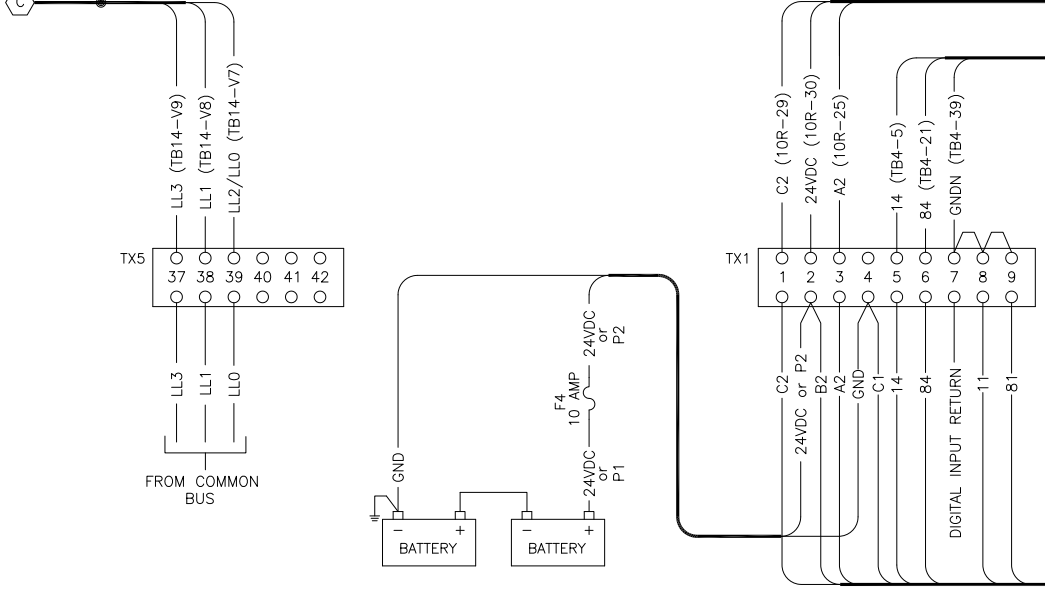 C
LL3 (TB14-V9)
LL1 (TB14-V8)
LL2/LL0 (TB14-V7)
TX5
37 38 39 40 41 42
LL3
LL1
LL0
FROM COMMON
BUS
GND
24VDC
or
P2
F4
10 AMP
24VDC
or
P1
- +
BATTERY
- +
BATTERY
C2 (10R-29)
24VDC (10R-30)
A2 (10R-25)
14 (TB4-5)
84 (TB4-21)
GNDN (TB4-39)
TX1
1 2 3 4 5 6 7 8 9
C2
24VDC or P2
B2
A2
GND
C1
14
84
DIGITAL INPUT RETURN
11
81